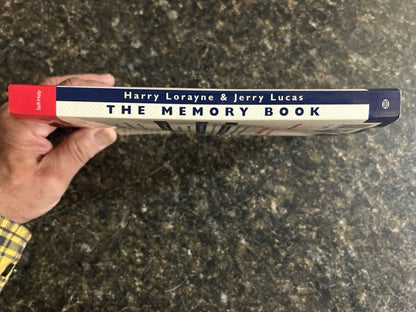 Self-Help
Harry Lorayne & Jerry Lucas
THE MEMORY BOOK